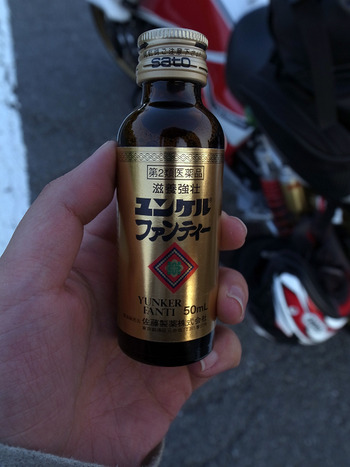 sato
第2類医薬品
滋養強壮
ユンケル
ファンティー
YUNKER
FANTI 50mL
佐藤製薬株式会社